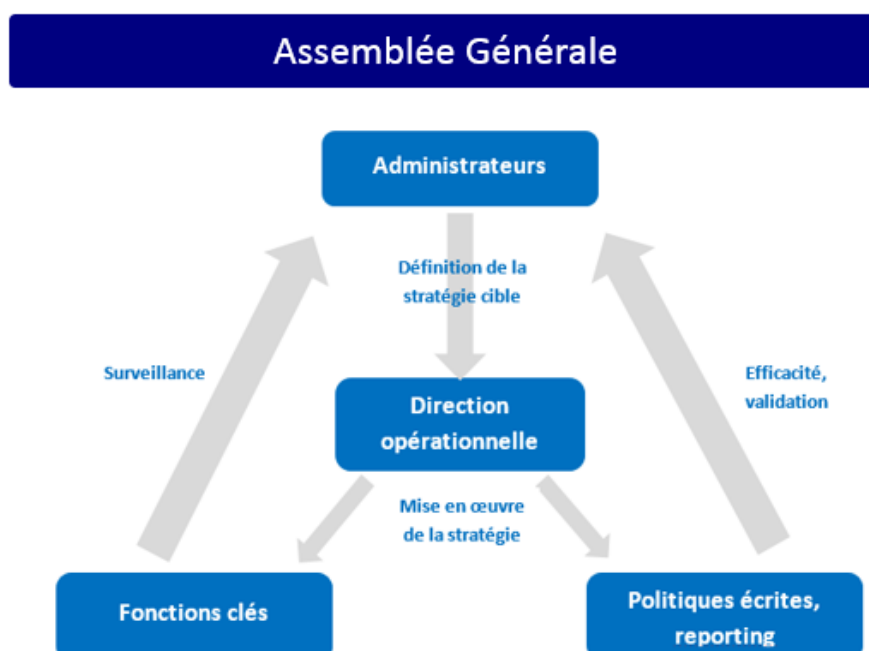 Assemblée Générale
Administrateurs
Définition de la
stratégie cible
Surveillance
Efficacité,
validation
Direction
opérationnelle
Mise en œuvre
de la stratégie
Fonctions clés
Politiques écrites,
reporting